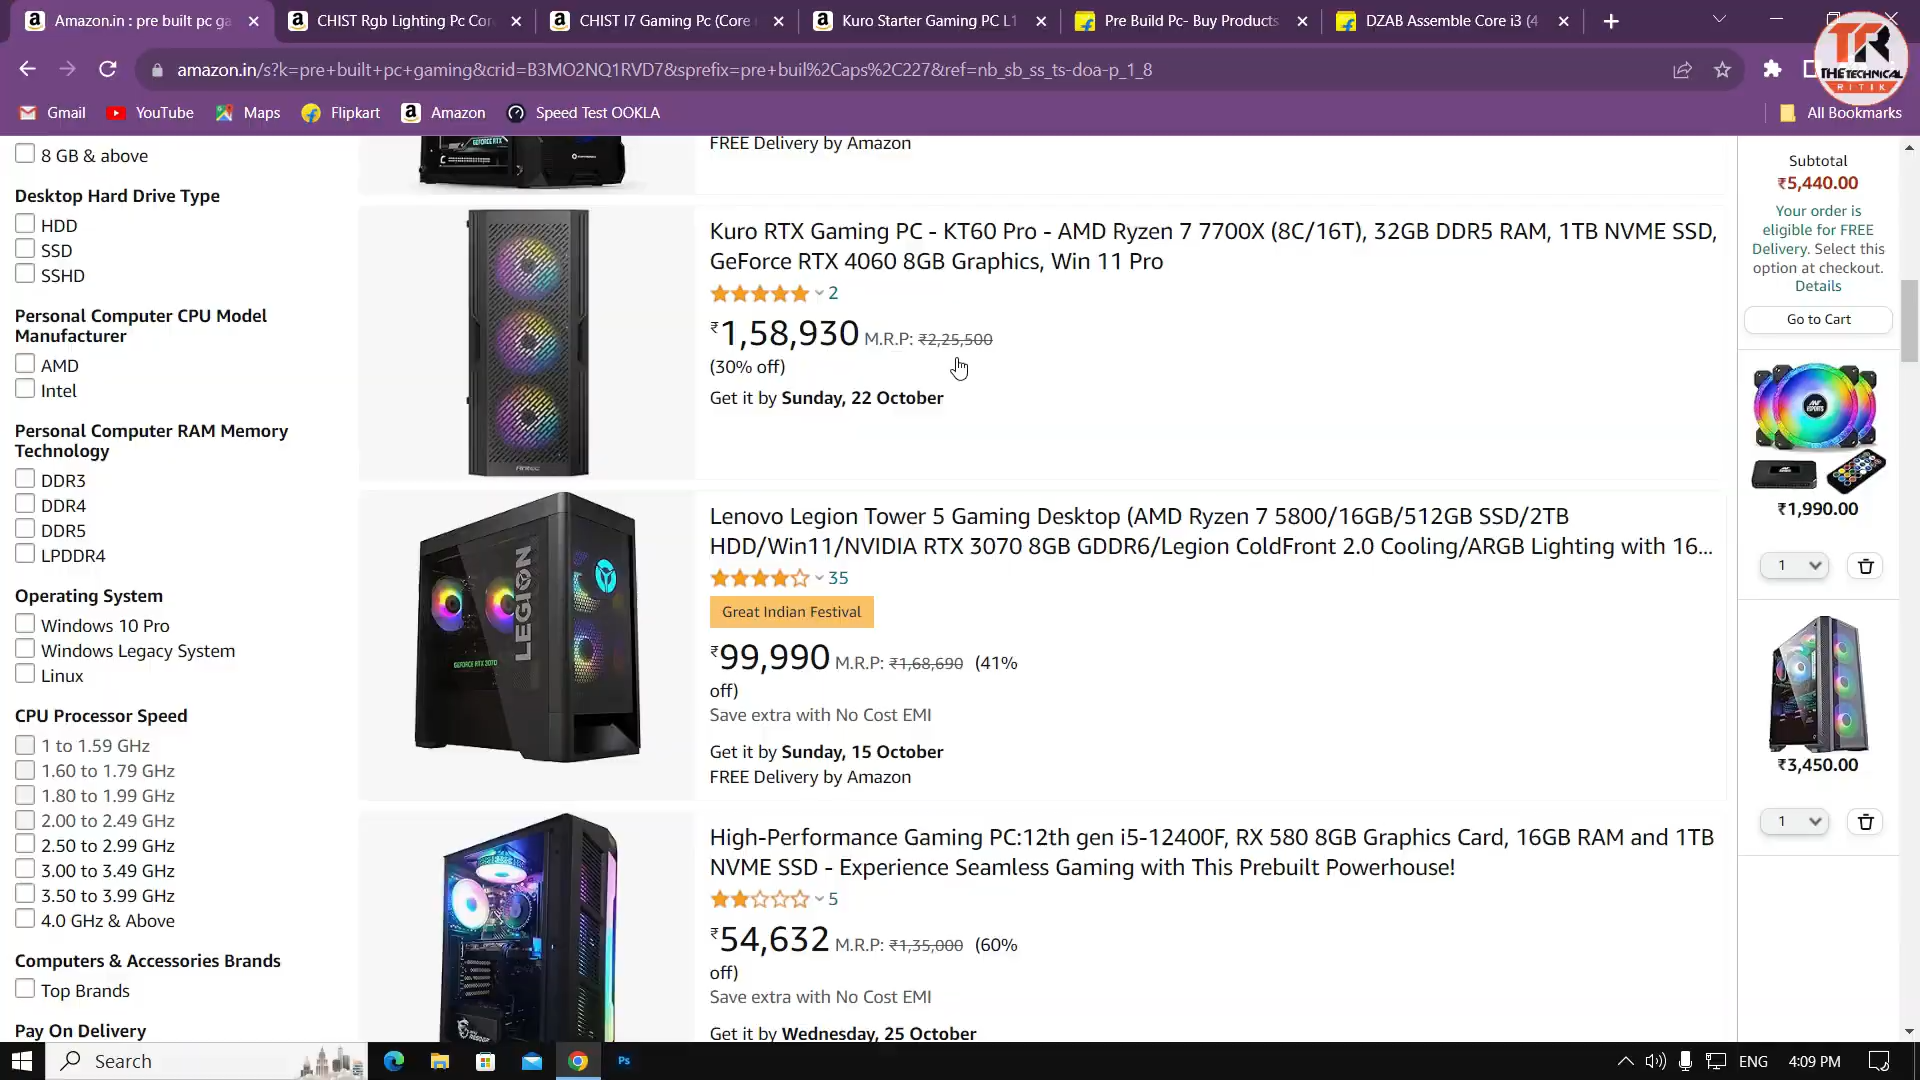 Amazon.in : pre built pc ga
CHIST Rgb Lighting Pc Cor
CHIST I7 Gaming Pc (Core
Kuro Starter Gaming PC L1
Pre Build Pc- Buy Products
DZAB Assemble Core i3 (4
amazon.in/s?k=pre+built+pc+gaming&crid=B3MO2NQ1RVD7&sprefix=pre+buil%2Caps%2C227&ref=nb_sb_ss_ts-doa-p_1_8
TR
THE TECHNICAL
RITIK
Gmail
YouTube
Maps
Flipkart
Amazon
Speed Test OOKLA
All Bookmarks
8 GB & above
Desktop Hard Drive Type
HDD
SSD
SSHD
Personal Computer CPU Model
Manufacturer
AMD
Intel
Personal Computer RAM Memory
Technology
DDR3
DDR4
DDR5
LPDDR4
Operating System
Windows 10 Pro
Windows Legacy System
Linux
CPU Processor Speed
1 to 1.59 GHz
1.60 to 1.79 GHz
1.80 to 1.99 GHz
2.00 to 2.49 GHz
2.50 to 2.99 GHz
3.00 to 3.49 GHz
3.50 to 3.99 GHz
4.0 GHz & Above
Computers & Accessories Brands
Top Brands
Pay On Delivery
FREE Delivery by Amazon
Kuro RTX Gaming PC - KT60 Pro - AMD Ryzen 7 7700X (8C/16T), 32GB DDR5 RAM, 1TB NVME SSD,
GeForce RTX 4060 8GB Graphics, Win 11 Pro
2
₹1,58,930 M.R.P: ₹2,25,500
(30% off)
Get it by Sunday, 22 October
Antec
Lenovo Legion Tower 5 Gaming Desktop (AMD Ryzen 7 5800/16GB/512GB SSD/2TB
HDD/Win11/NVIDIA RTX 3070 8GB GDDR6/Legion ColdFront 2.0 Cooling/ARGB Lighting with 16...
35
Great Indian Festival
₹99,990 M.R.P: ₹1,68,690 (41%
off)
Save extra with No Cost EMI
Get it by Sunday, 15 October
FREE Delivery by Amazon
LEGION
GEFORCE RTX 3070
High-Performance Gaming PC:12th gen i5-12400F, RX 580 8GB Graphics Card, 16GB RAM and 1TB
NVME SSD - Experience Seamless Gaming with This Prebuilt Powerhouse!
5
₹54,632 M.R.P: ₹1,35,000 (60%
off)
Save extra with No Cost EMI
Get it by Wednesday, 25 October
msi
Subtotal
₹5,440.00
Your order is
eligible for FREE
Delivery. Select this
option at checkout.
Details
Go to Cart
₹1,990.00
1
₹3,450.00
1
Search
Ps
ENG
4:09 PM